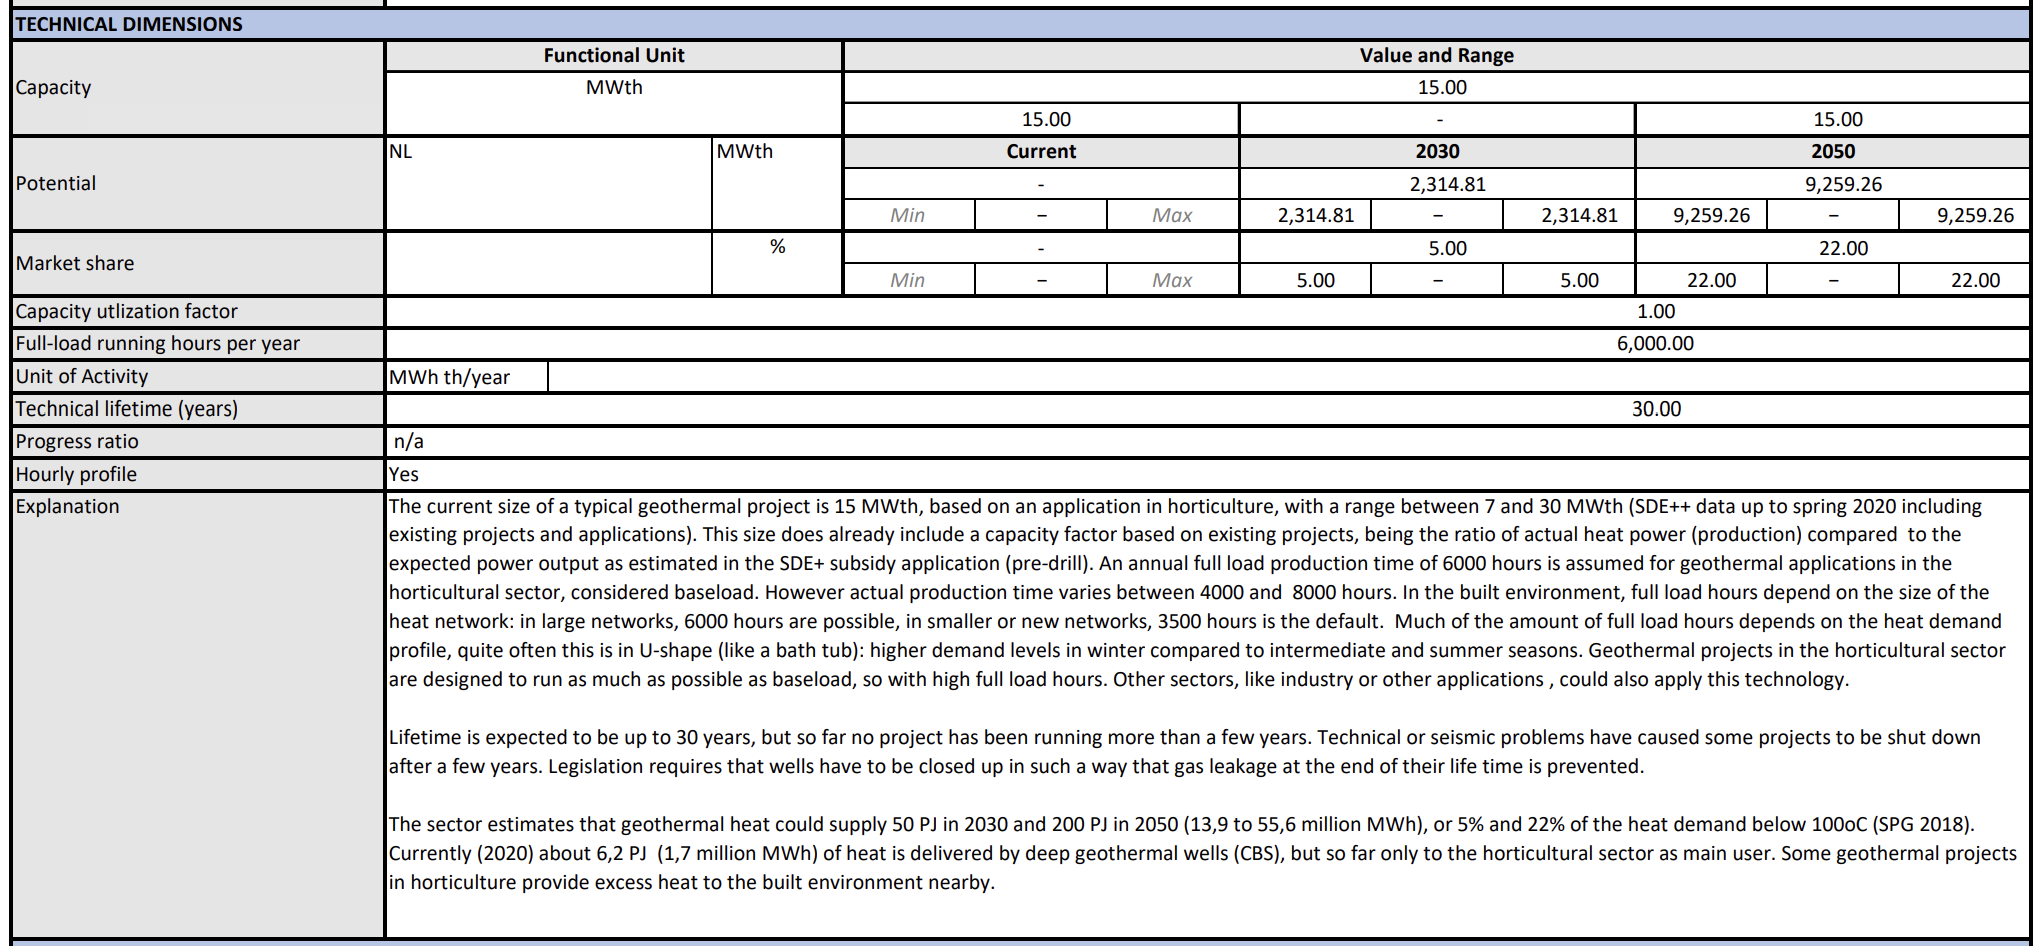 TECHNICAL DIMENSIONS
Capacity
Functional Unit
Value and Range
MWth
15.00
15.00
-
15.00
Potential
NL
MWth
Current
2030
2050
-
2,314.81
9,259.26
Min
–
Max
2,314.81
–
2,314.81
9,259.26
–
9,259.26
Market share
%
-
5.00
22.00
Min
–
Max
5.00
–
5.00
22.00
–
22.00
Capacity utlization factor
1.00
Full-load running hours per year
6,000.00
Unit of Activity
MWh th/year
Technical lifetime (years)
30.00
Progress ratio
n/a
Hourly profile
Yes
Explanation
The current size of a typical geothermal project is 15 MWth, based on an application in horticulture, with a range between 7 and 30 MWth (SDE++ data up to spring 2020 including
existing projects and applications). This size does already include a capacity factor based on existing projects, being the ratio of actual heat power (production) compared  to the
expected power output as estimated in the SDE+ subsidy application (pre-drill). An annual full load production time of 6000 hours is assumed for geothermal applications in the
horticultural sector, considered baseload. However actual production time varies between 4000 and  8000 hours. In the built environment, full load hours depend on the size of the
heat network: in large networks, 6000 hours are possible, in smaller or new networks, 3500 hours is the default.  Much of the amount of full load hours depends on the heat demand
profile, quite often this is in U-shape (like a bath tub): higher demand levels in winter compared to intermediate and summer seasons. Geothermal projects in the horticultural sector
are designed to run as much as possible as baseload, so with high full load hours. Other sectors, like industry or other applications , could also apply this technology.
Lifetime is expected to be up to 30 years, but so far no project has been running more than a few years. Technical or seismic problems have caused some projects to be shut down
after a few years. Legislation requires that wells have to be closed up in such a way that gas leakage at the end of their life time is prevented.
The sector estimates that geothermal heat could supply 50 PJ in 2030 and 200 PJ in 2050 (13,9 to 55,6 million MWh), or 5% and 22% of the heat demand below 100oC (SPG 2018).
Currently (2020) about 6,2 PJ  (1,7 million MWh) of heat is delivered by deep geothermal wells (CBS), but so far only to the horticultural sector as main user. Some geothermal projects
in horticulture provide excess heat to the built environment nearby.